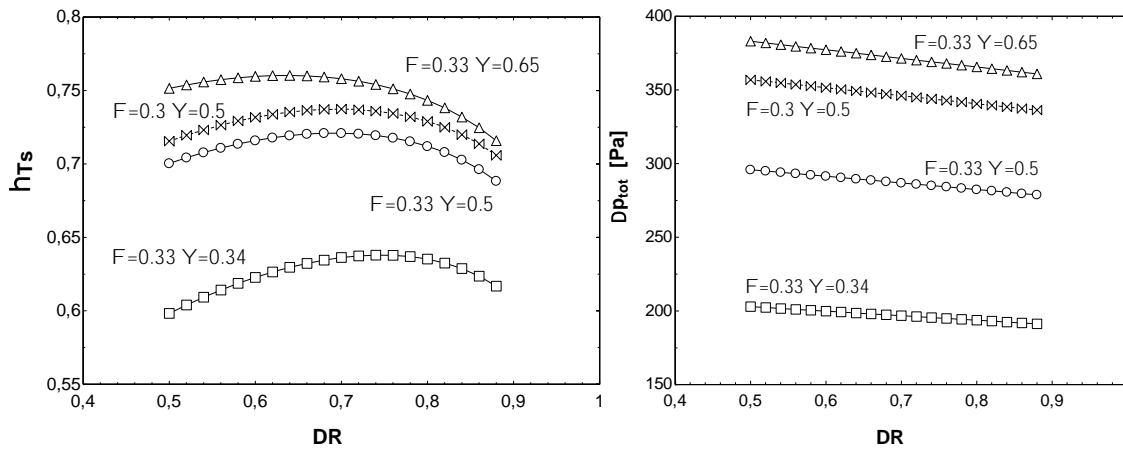 0,8
0,75
0,7
0,65
0,6
0,55
hTs
0,4 0,5 0,6 0,7 0,8 0,9 1
DR
F=0.33 Y=0.65
F=0.3 Y=0.5
F=0.33 Y=0.5
F=0.33 Y=0.34
400
350
300
250
200
150
Dptot [Pa]
0,4 0,5 0,6 0,7 0,8 0,9
DR
F=0.33 Y=0.65
F=0.3 Y=0.5
F=0.33 Y=0.5
F=0.33 Y=0.34